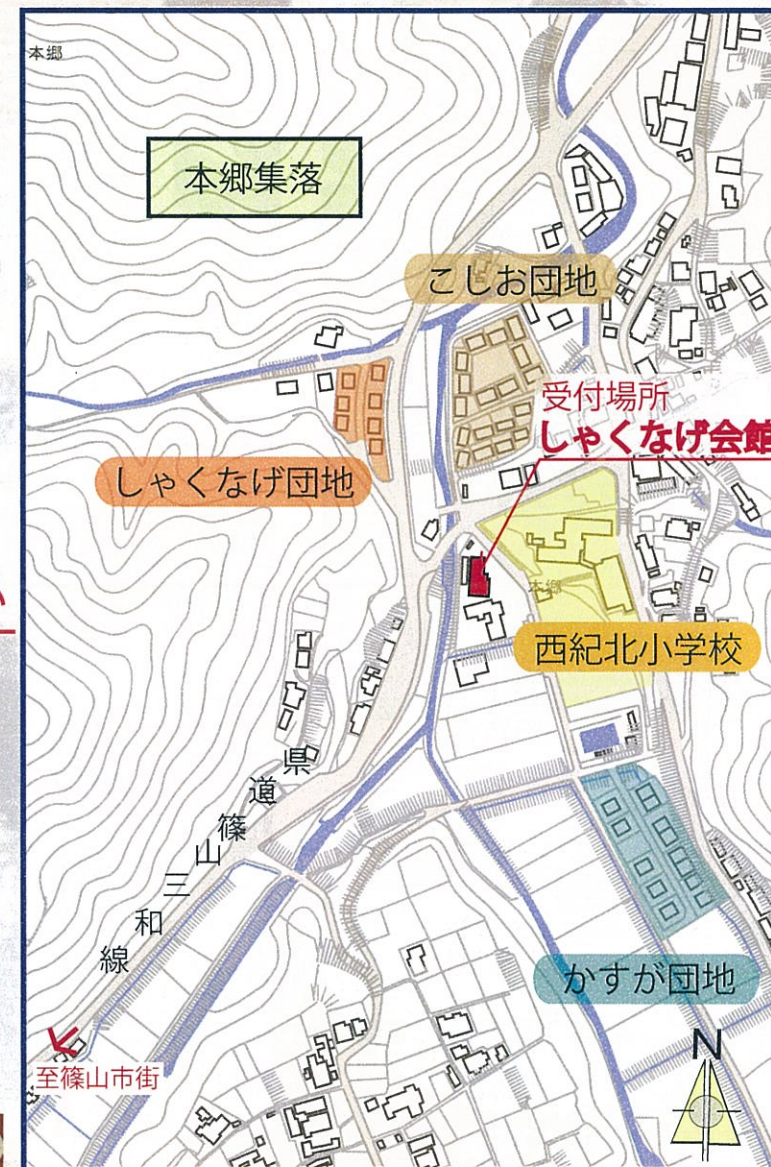 本郷
本郷集落
こしお団地
受付場所
しゃくなげ会館
しゃくなげ団地
本郷
西紀北小学校
県道篠山三和線
かすが団地
至篠山市街
N